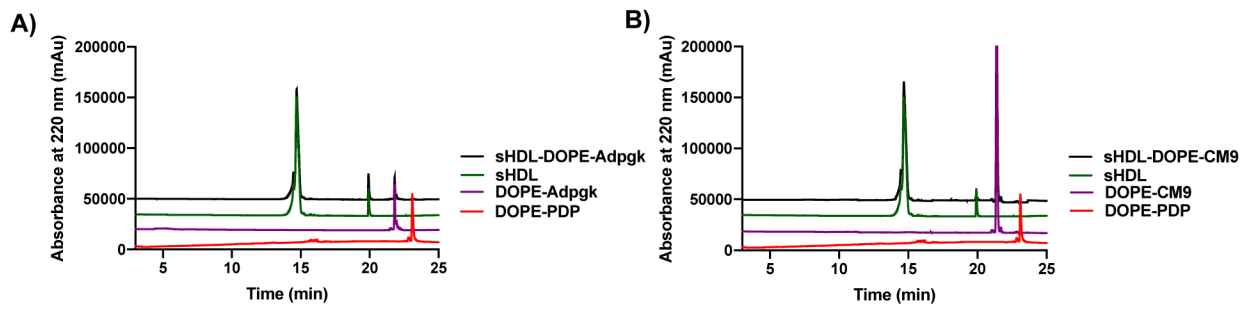 A)
Absorbance at 220 nm (mAu)
200000
150000
100000
50000
0
5
10
15
20
25
Time (min)
sHDL-DOPE-Adpgk
sHDL
DOPE-Adpgk
DOPE-PDP
B)
Absorbance at 220 nm (mAu)
200000
150000
100000
50000
0
5
10
15
20
25
Time (min)
sHDL-DOPE-CM9
sHDL
DOPE-CM9
DOPE-PDP